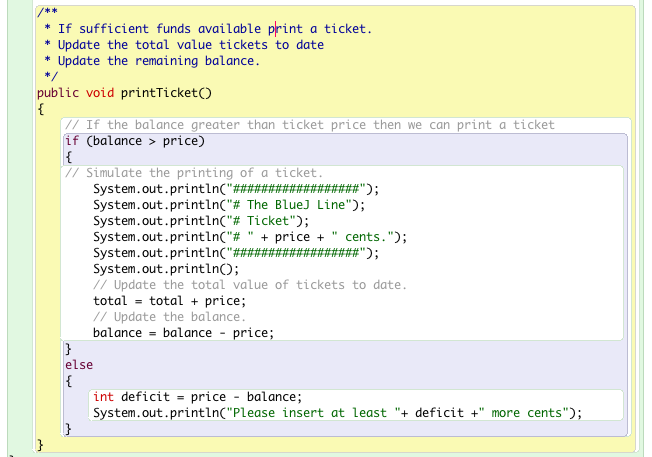 /**
 * If sufficient funds available print a ticket.
 * Update the total value tickets to date
 * Update the remaining balance.
 */
public void printTicket()
{
    // If the balance greater than ticket price then we can print a ticket
    if (balance > price)
    {
    // Simulate the printing of a ticket.
        System.out.println("##################");
        System.out.println("# The BlueJ Line");
        System.out.println("# Ticket");
        System.out.println("# " + price + " cents.");
        System.out.println("##################");
        System.out.println();
        // Update the total value of tickets to date.
        total = total + price;
        // Update the balance.
        balance = balance - price;
    }
    else
    {
        int deficit = price - balance;
        System.out.println("Please insert at least "+ deficit +" more cents");
    }
}